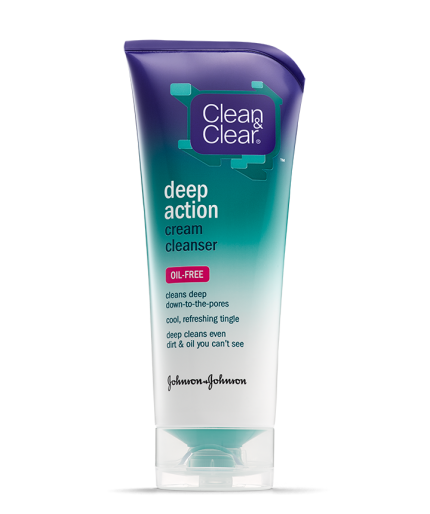 Clean
&
Clear®
™
deep
action
cream
cleanser
OIL-FREE
cleans deep
down-to-the-pores
cool, refreshing tingle
deep cleans even
dirt & oil you can't see
Johnson & Johnson